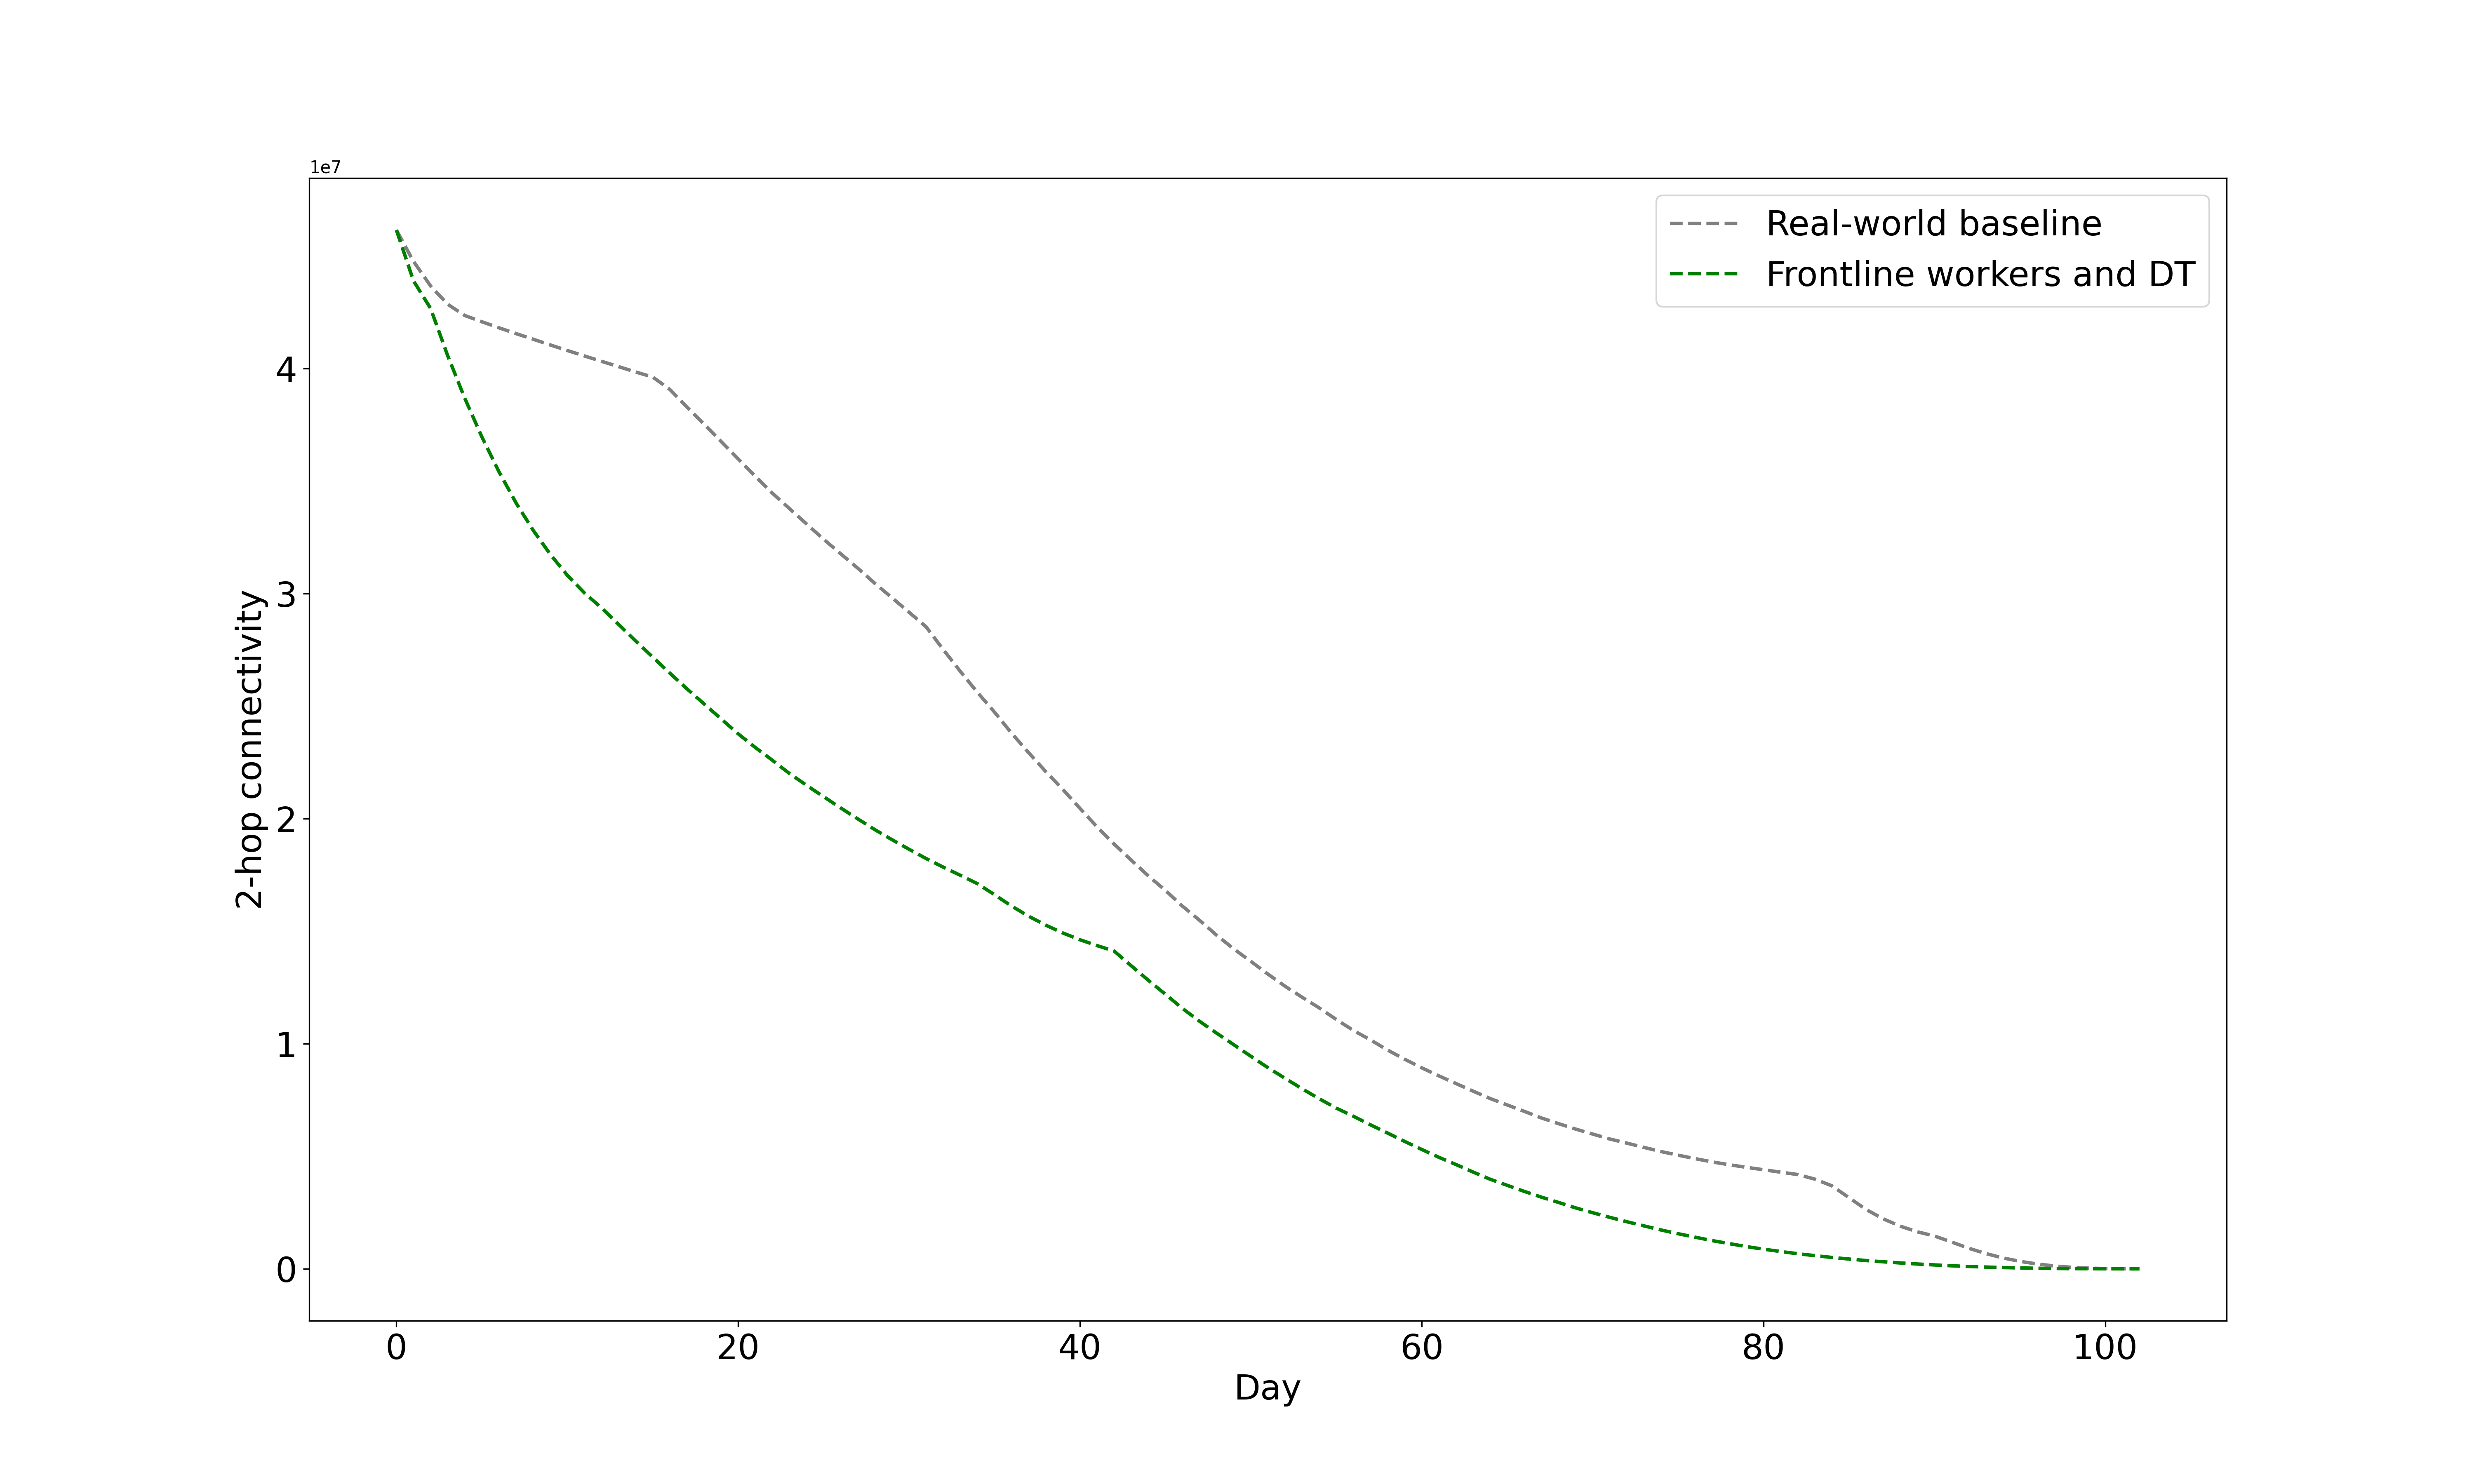 1e7
Real-world baseline
Frontline workers and DT
4
3
2
1
0
2-hop connectivity
0 20 40 60 80 100
Day